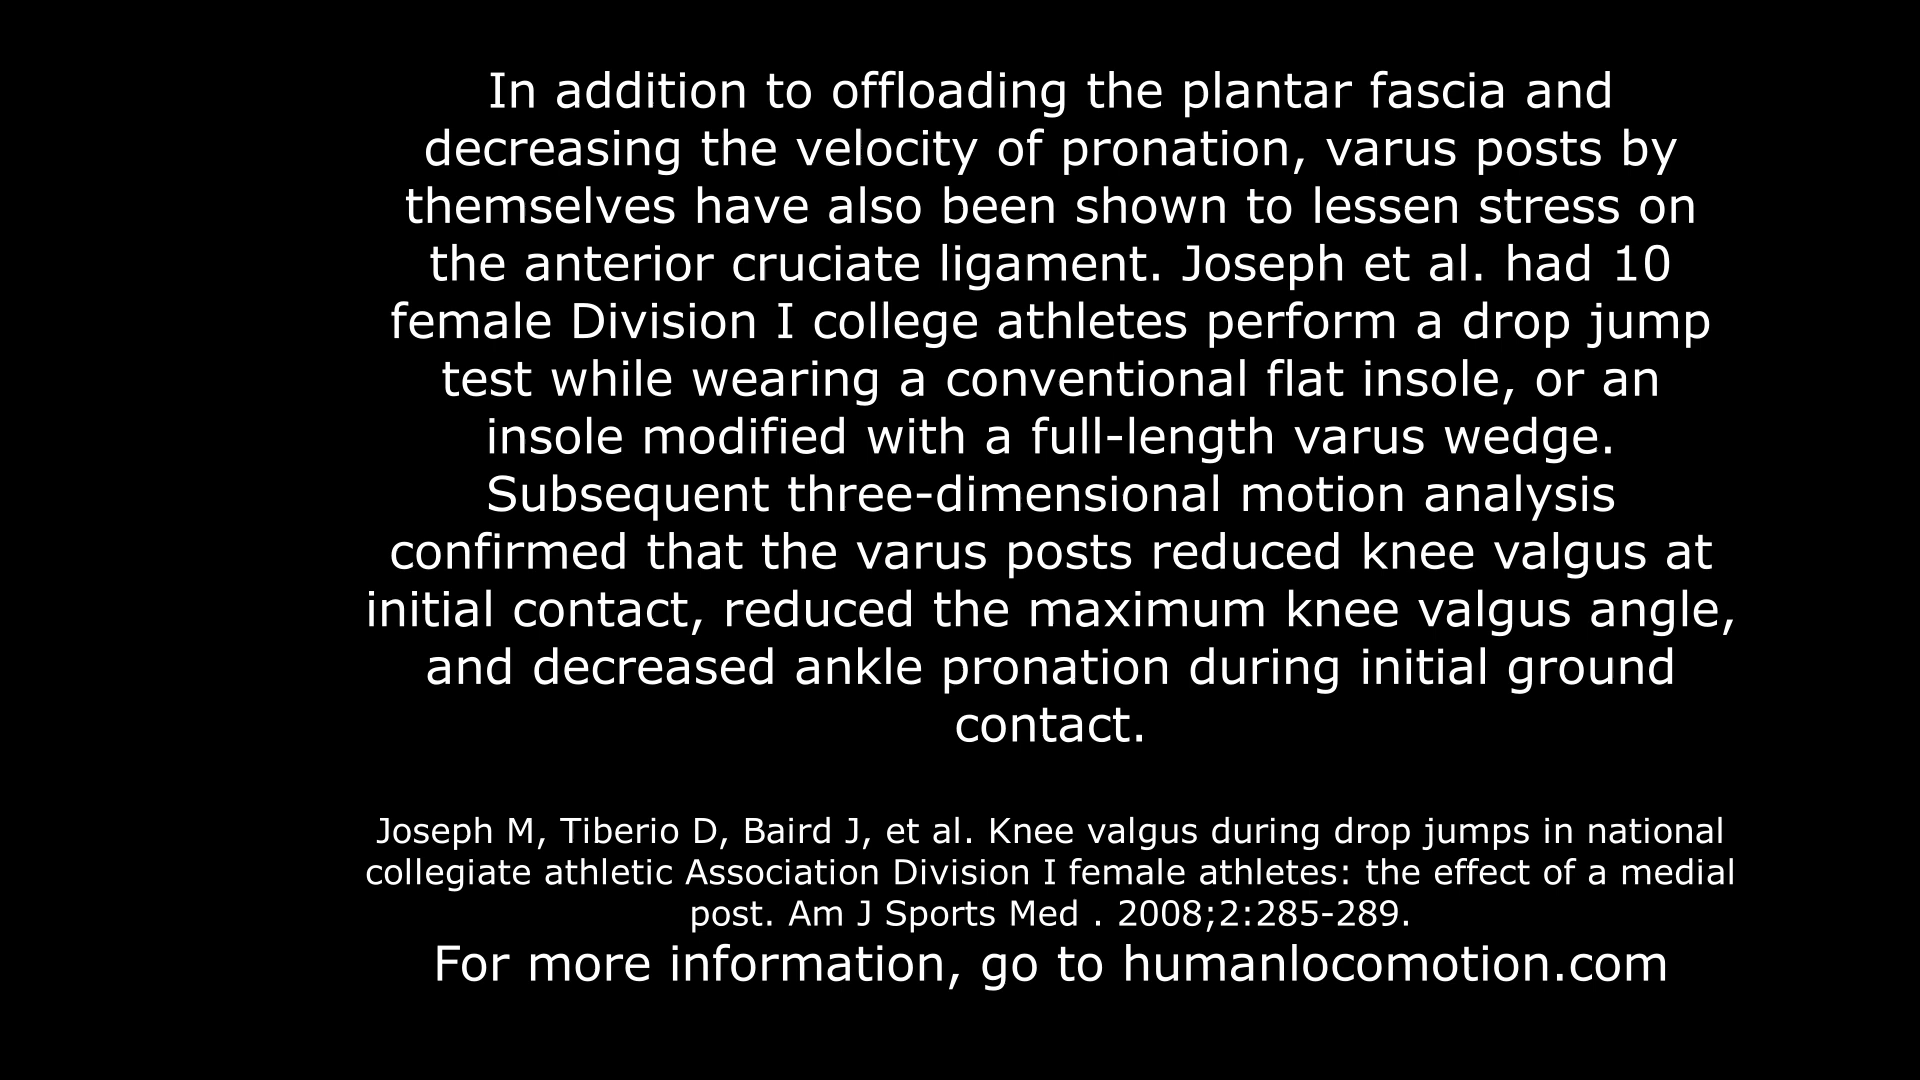 In addition to offloading the plantar fascia and
decreasing the velocity of pronation, varus posts by
themselves have also been shown to lessen stress on
the anterior cruciate ligament. Joseph et al. had 10
female Division I college athletes perform a drop jump
test while wearing a conventional flat insole, or an
insole modified with a full-length varus wedge.
Subsequent three-dimensional motion analysis
confirmed that the varus posts reduced knee valgus at
initial contact, reduced the maximum knee valgus angle,
and decreased ankle pronation during initial ground
contact.
Joseph M, Tiberio D, Baird J, et al. Knee valgus during drop jumps in national
collegiate athletic Association Division I female athletes: the effect of a medial
post. Am J Sports Med . 2008;2:285-289.
For more information, go to humanlocomotion.com